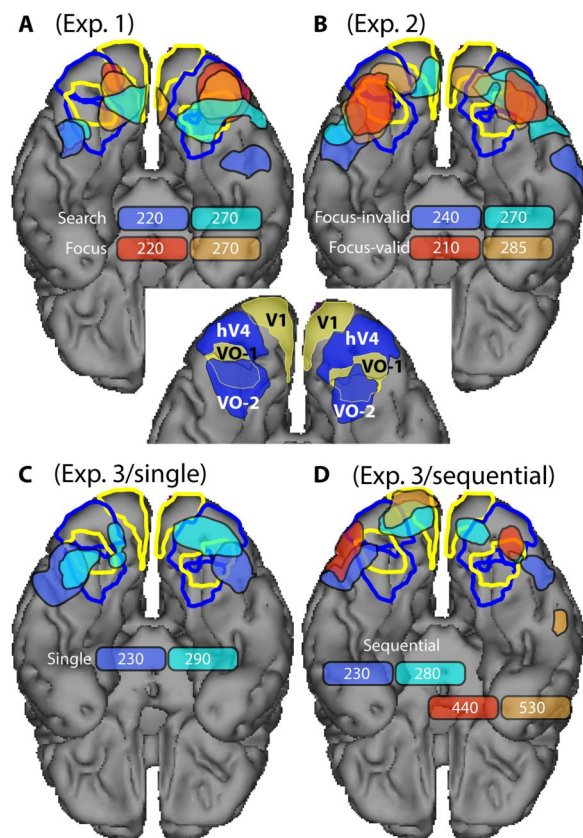 A (Exp. 1)
B (Exp. 2)
Search 220 270
Focus 220 270
Focus-invalid 240 270
Focus-valid 210 285
V1 V1
hV4 hV4
VO-1 VO-1
VO-2 VO-2
C (Exp. 3/single)
D (Exp. 3/sequential)
Single 230 290
Sequential
230 280
440 530